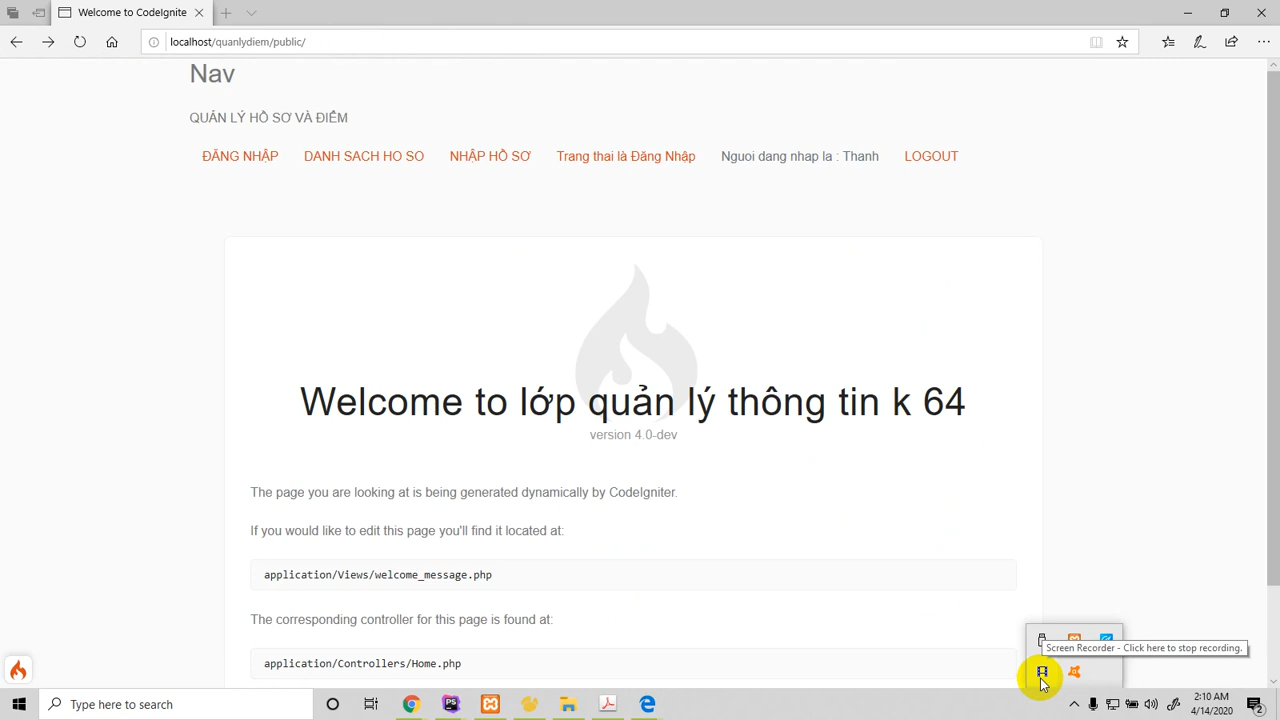 Welcome to CodeIgnite
localhost/quanlydiem/public/
Nav
QUẢN LÝ HỒ SƠ VÀ ĐIỂM
ĐĂNG NHẬP DANH SACH HO SO NHẬP HỒ SƠ Trang thai là Đăng Nhập Nguoi dang nhap la : Thanh LOGOUT
Welcome to lớp quản lý thông tin k 64
version 4.0-dev
The page you are looking at is being generated dynamically by CodeIgniter.
If you would like to edit this page you'll find it located at:
application/Views/welcome_message.php
The corresponding controller for this page is found at:
application/Controllers/Home.php
Screen Recorder - Click here to stop recording.
Type here to search
2:10 AM
4/14/2020
2